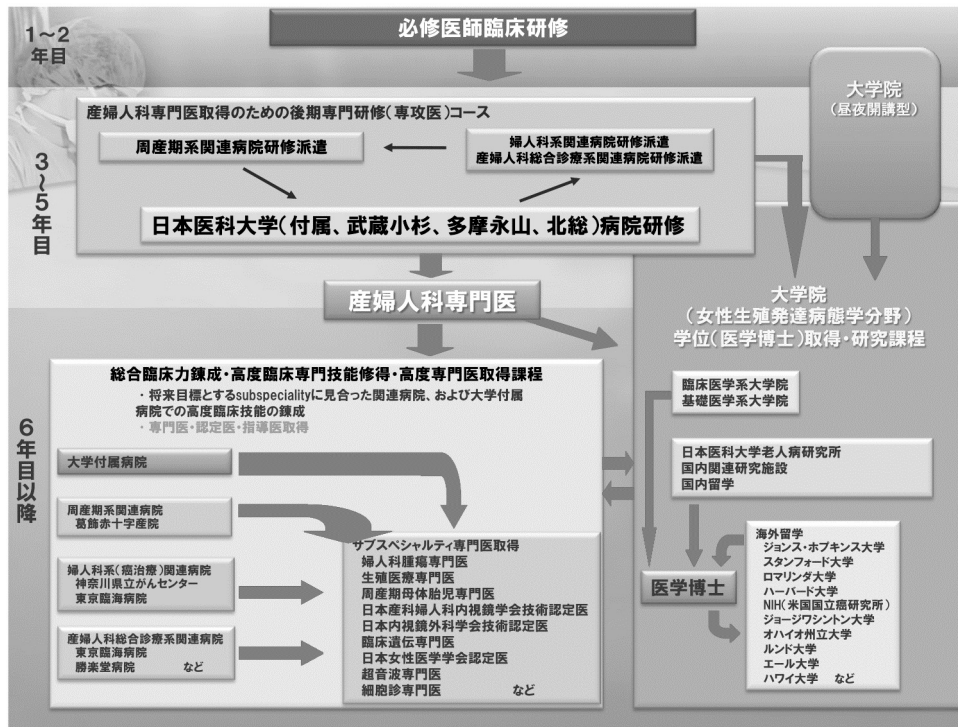 1～2
年目
必修医師臨床研修
大学院
（昼夜開講型）
3～5年目
産婦人科専門医取得のための後期専門研修（専攻医）コース
周産期系関連病院研修派遣
婦人科系関連病院研修派遣
産婦人科総合診療系関連病院研修派遣
日本医科大学（付属、武蔵小杉、多摩永山、北総）病院研修
産婦人科専門医
大学院
（女性生殖発達病態学分野）
学位（医学博士）取得・研究課程
6年目以降
総合臨床力錬成・高度臨床専門技能修得・高度専門医取得課程
・将来目標とするsubspecialityに見合った関連病院、および大学付属
病院での高度臨床技能の錬成
・専門医・認定医・指導医取得
大学付属病院
周産期系関連病院
葛飾赤十字産院
婦人科系（癌治療）関連病院
神奈川県立がんセンター
東京臨海病院
産婦人科総合診療系関連病院
東京臨海病院
勝楽堂病院 など
サブスペシャルティ専門医取得
婦人科腫瘍専門医
生殖医療専門医
周産期母体胎児専門医
日本産科婦人科内視鏡学会技術認定医
日本内視鏡外科学会技術認定医
臨床遺伝専門医
日本女性医学学会認定医
超音波専門医
細胞診専門医 など
臨床医学系大学院
基礎医学系大学院
日本医科大学老人病研究所
国内関連研究施設
国内留学
医学博士
海外留学
ジョンス・ホプキンス大学
スタンフォード大学
ロマリンダ大学
ハーバード大学
NIH（米国国立癌研究所）
ジョージワシントン大学
オハイオ州立大学
ルンド大学
エール大学
ハワイ大学 など